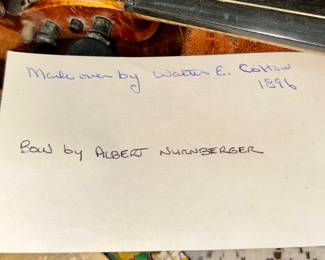 Made over by Walter E. Colton
1896
Bow by ALBERT NURNBERGER